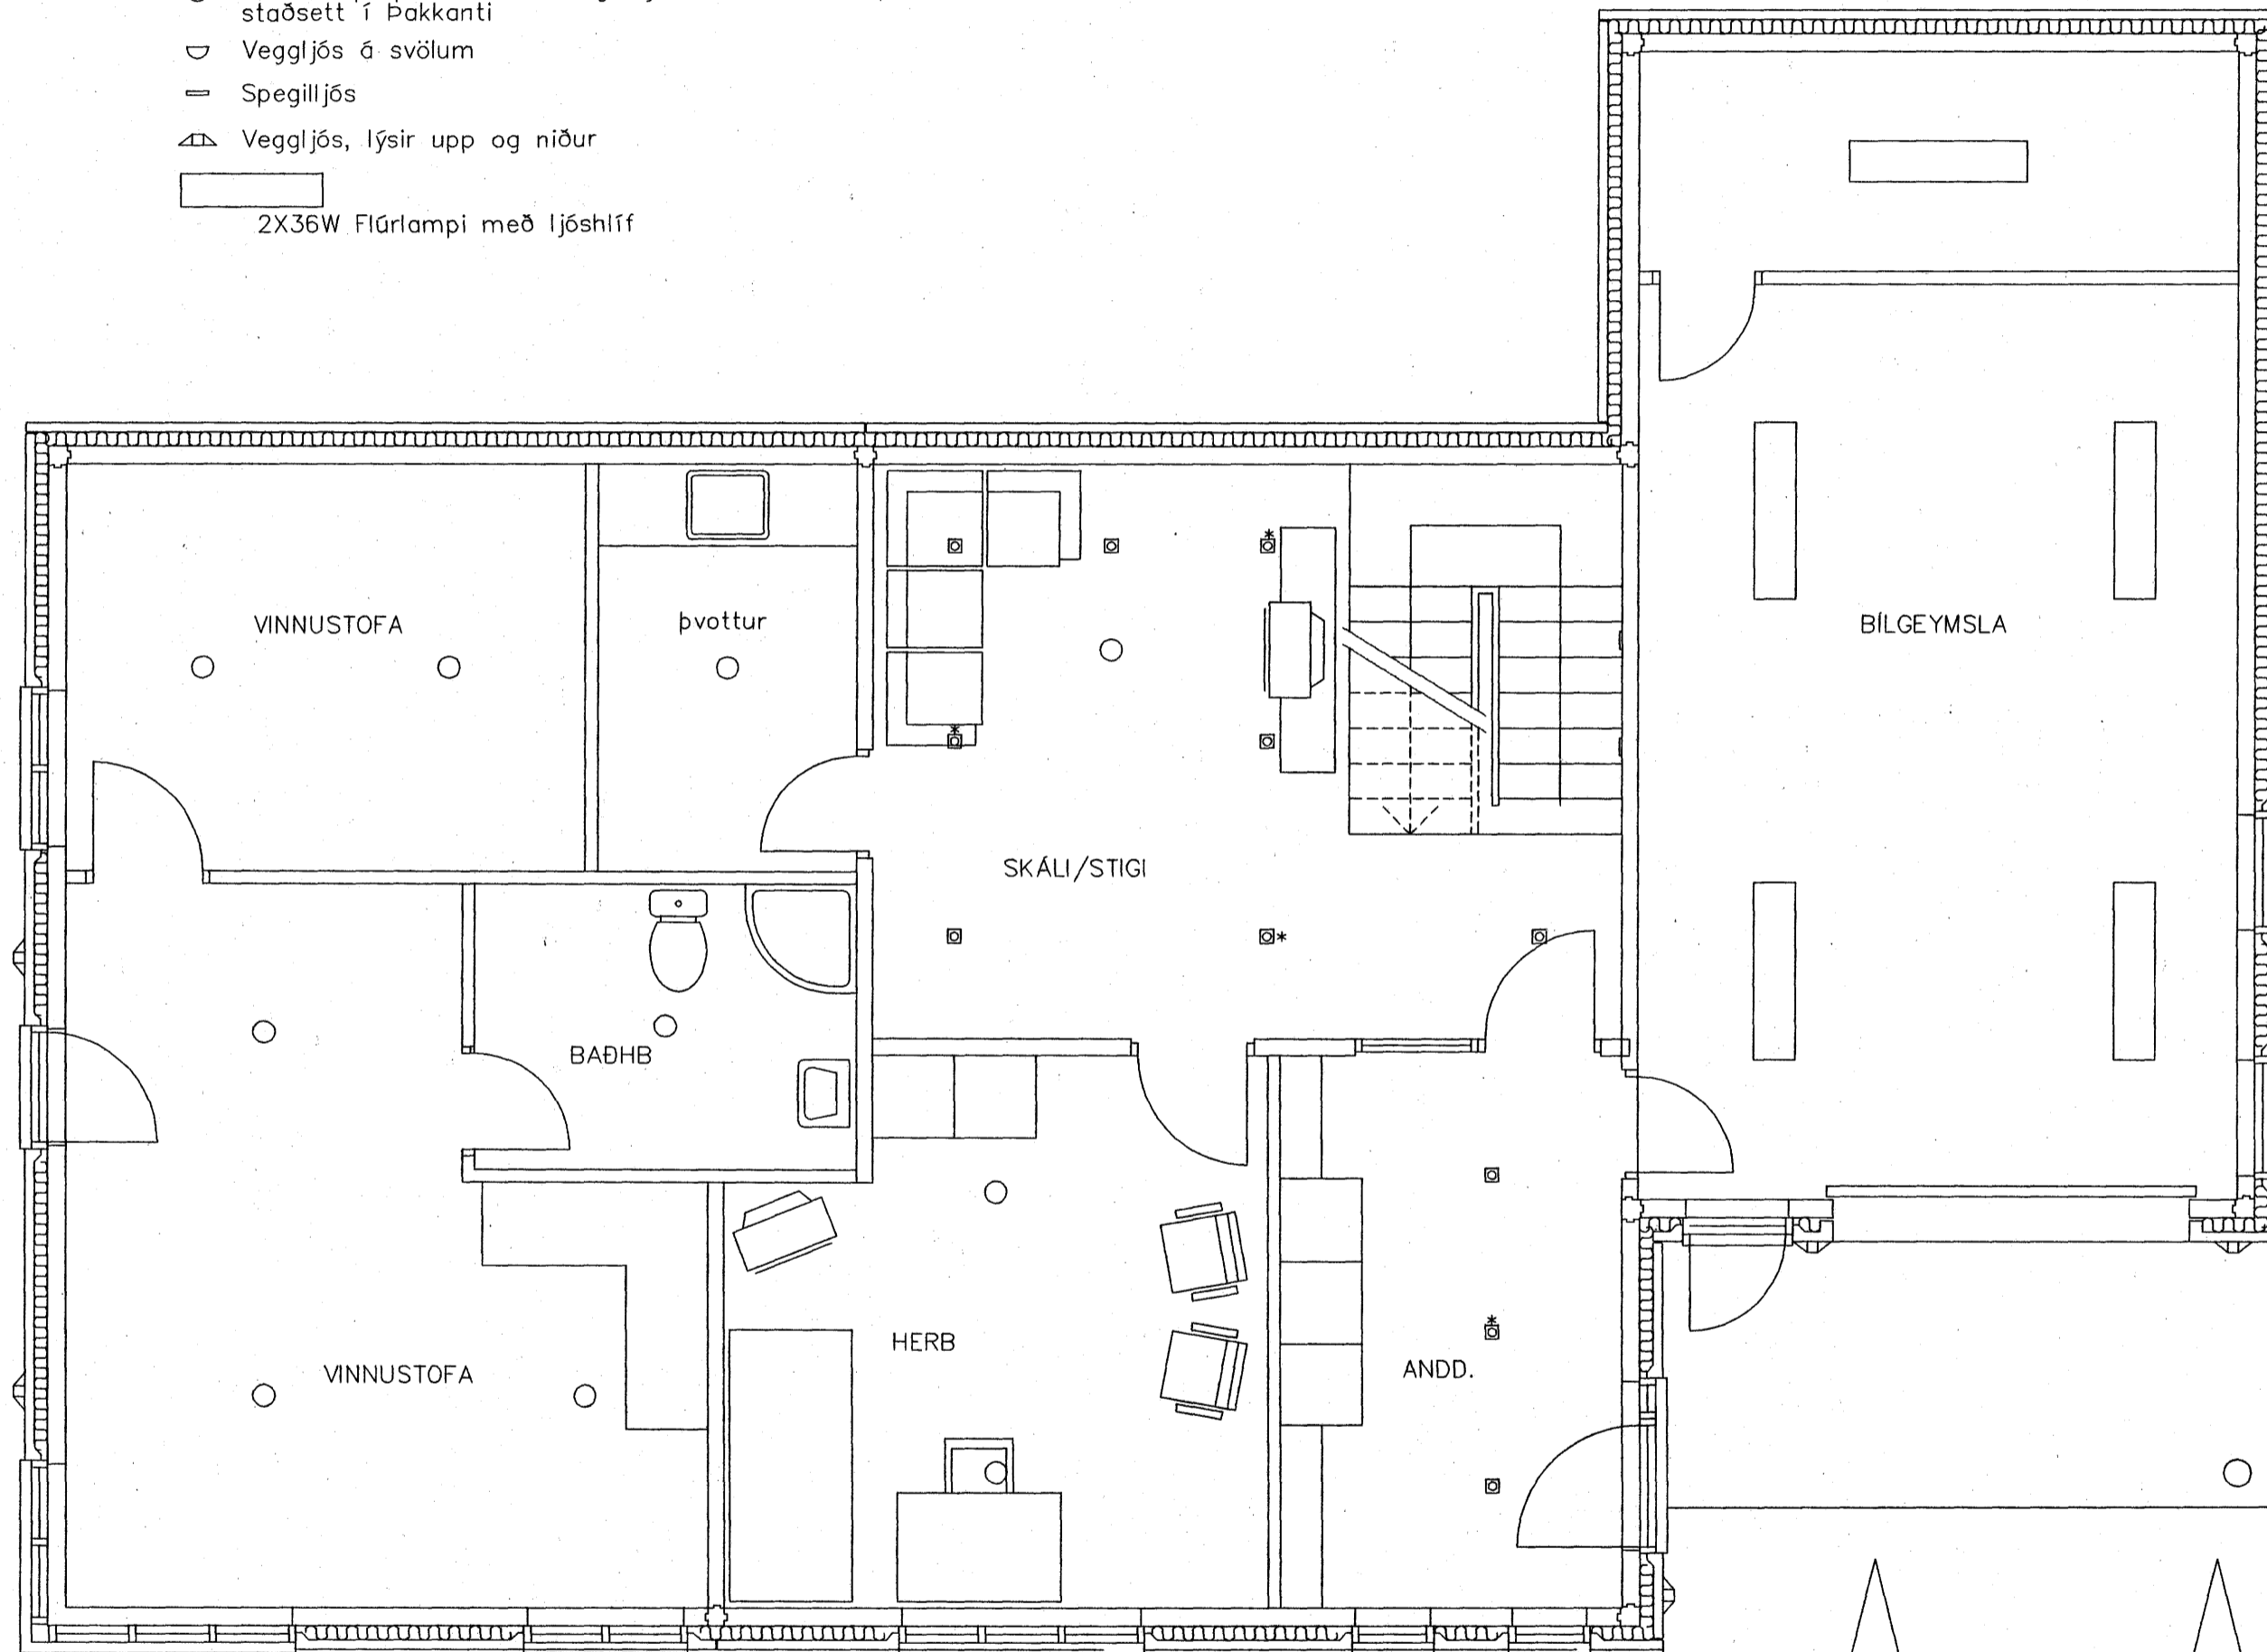 staðsett í Þakkanti
Veggljós á svölum
Spegilljós
Veggljós, lýsir upp og niður
2X36W Flúrlampi með ljóshlíf
VINNUSTOFA
þvottur
BÍLGEYMSLA
SKÁLI/STIGI
BAÐHB
HERB
ANDD.
VINNUSTOFA